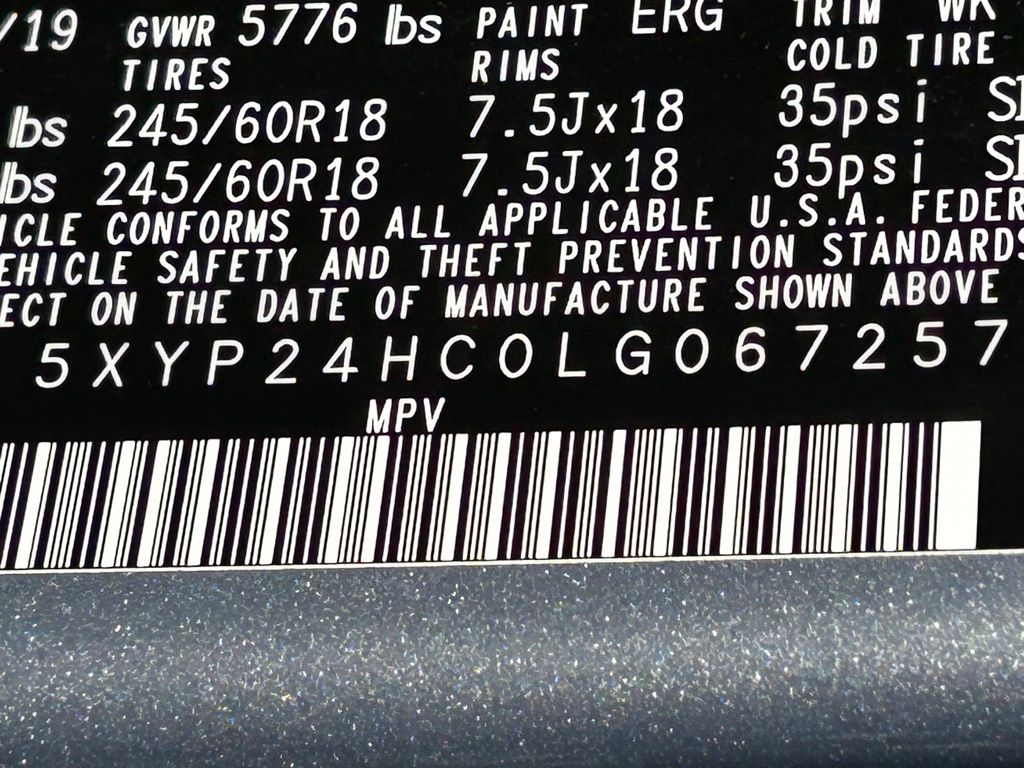 /19 GVWR 5776 lbs PAINT ERG TRIM WK
TIRES RIMS COLD TIRE
lbs 245/60R18 7.5Jx18 35psi
lbs 245/60R18 7.5Jx18 35psi
ICLE CONFORMS TO ALL APPLICABLE U.S.A. FEDER
EHICLE SAFETY AND THEFT PREVENTION STANDARDS
ECT ON THE DATE OF MANUFACTURE SHOWN ABOVE
5XYP24HC0LG067257
MPV